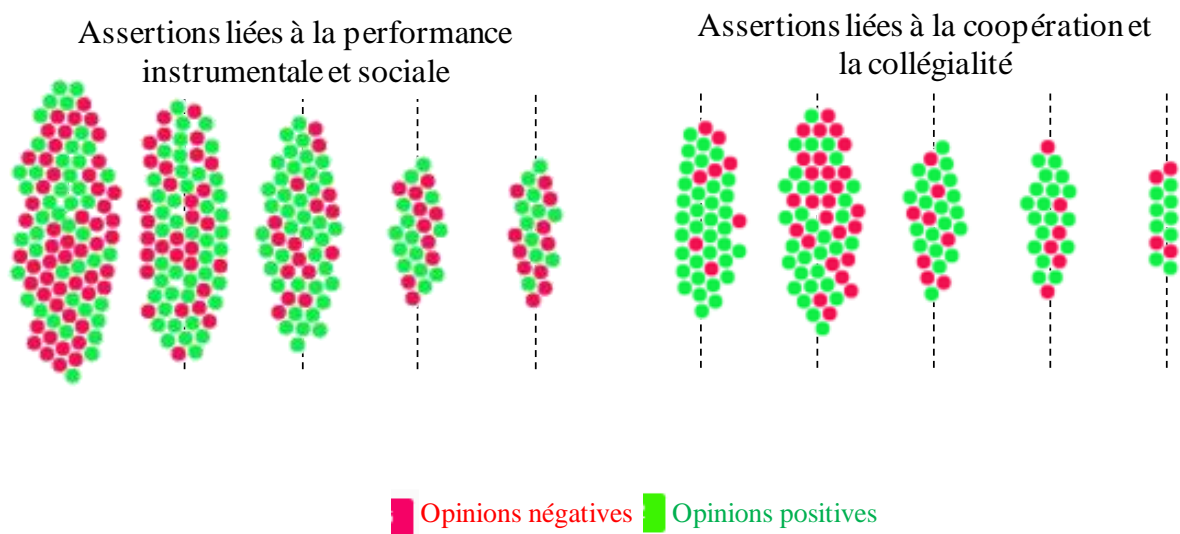 Assertions liées à la performance
instrumentale et sociale
Assertions liées à la coopération et
la collégialité
Opinions négatives
Opinions positives